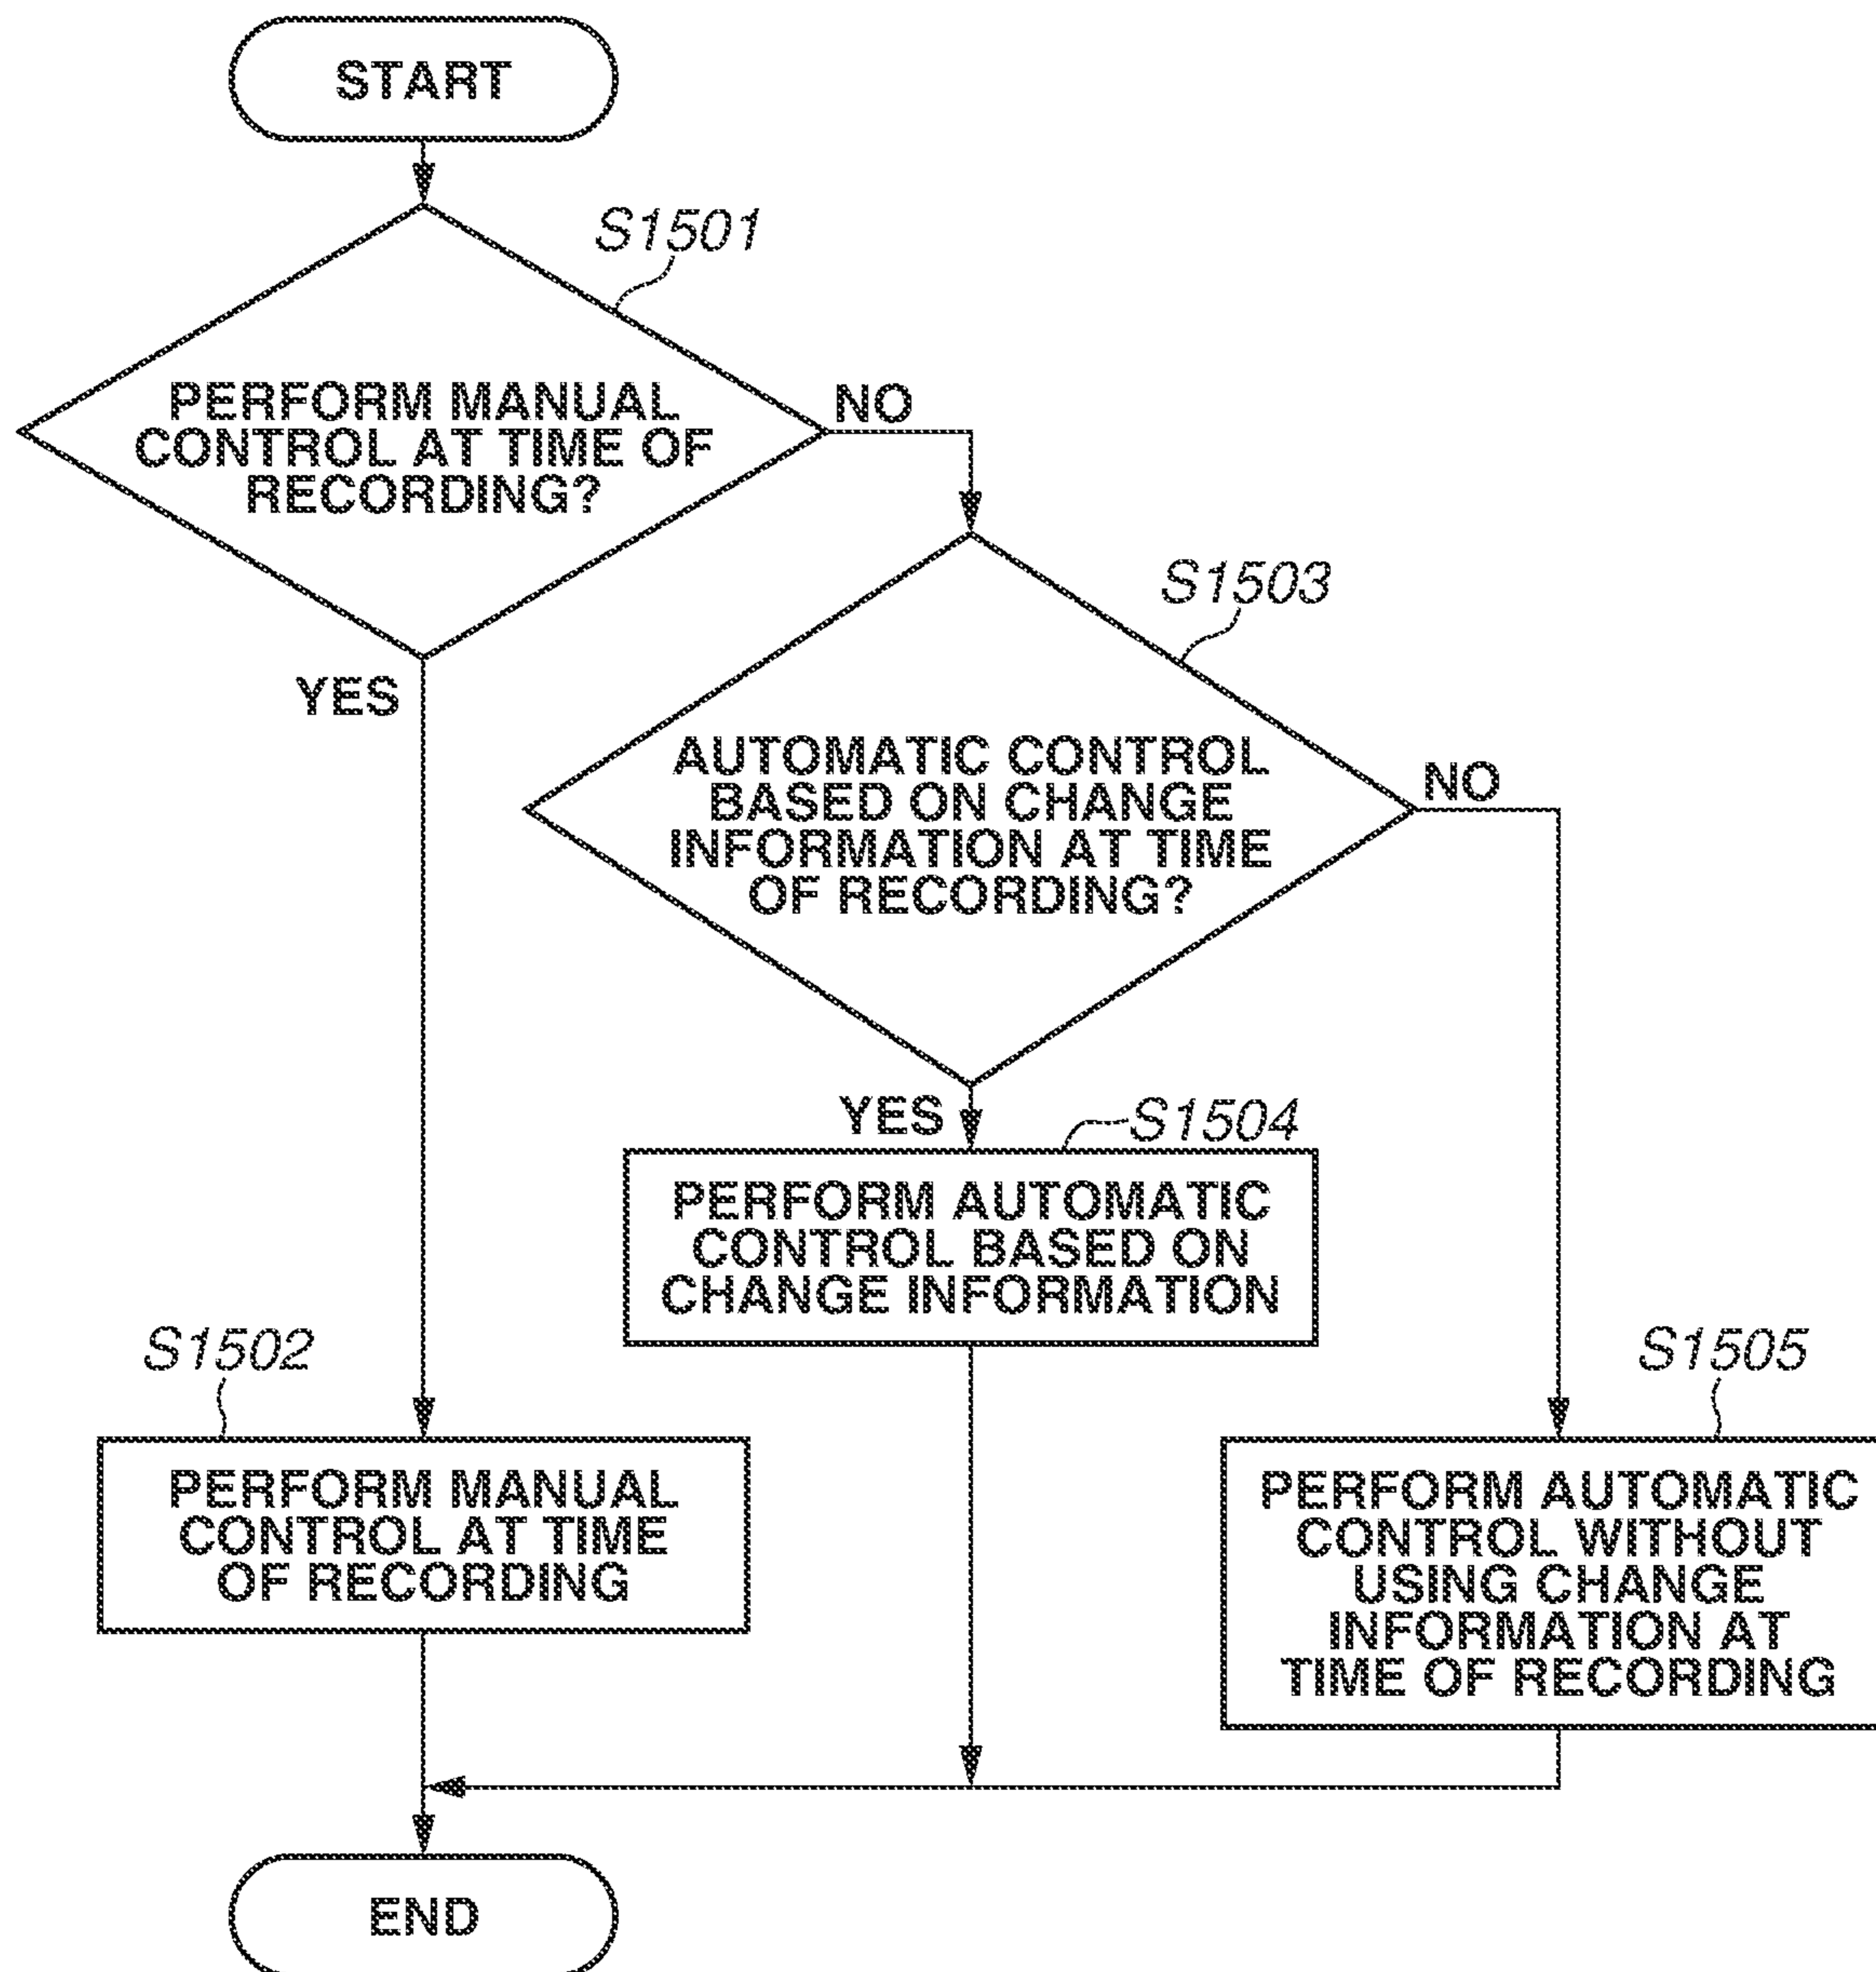 START
S1501
PERFORM MANUAL
CONTROL AT TIME OF
RECORDING?
NO
YES
S1503
AUTOMATIC CONTROL
BASED ON CHANGE
INFORMATION AT TIME
OF RECORDING?
NO
YES
S1504
PERFORM AUTOMATIC
CONTROL BASED ON
CHANGE INFORMATION
S1502
PERFORM MANUAL
CONTROL AT TIME
OF RECORDING
S1505
PERFORM AUTOMATIC
CONTROL WITHOUT
USING CHANGE
INFORMATION AT
TIME OF RECORDING
END